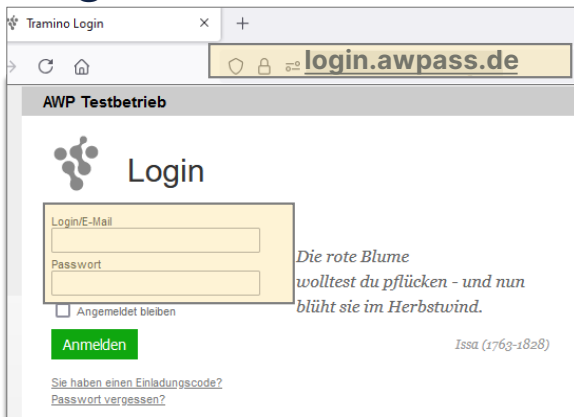 Tramino Login
login.awpass.de
AWP Testbetrieb
Login
Login/E-Mail
Passwort
Die rote Blume
wolltest du pflücken - und nun
blüht sie im Herbstwind.
Angemeldet bleiben
Anmelden
Issa (1763-1828)
Sie haben einen Einladungscode?
Passwort vergessen?